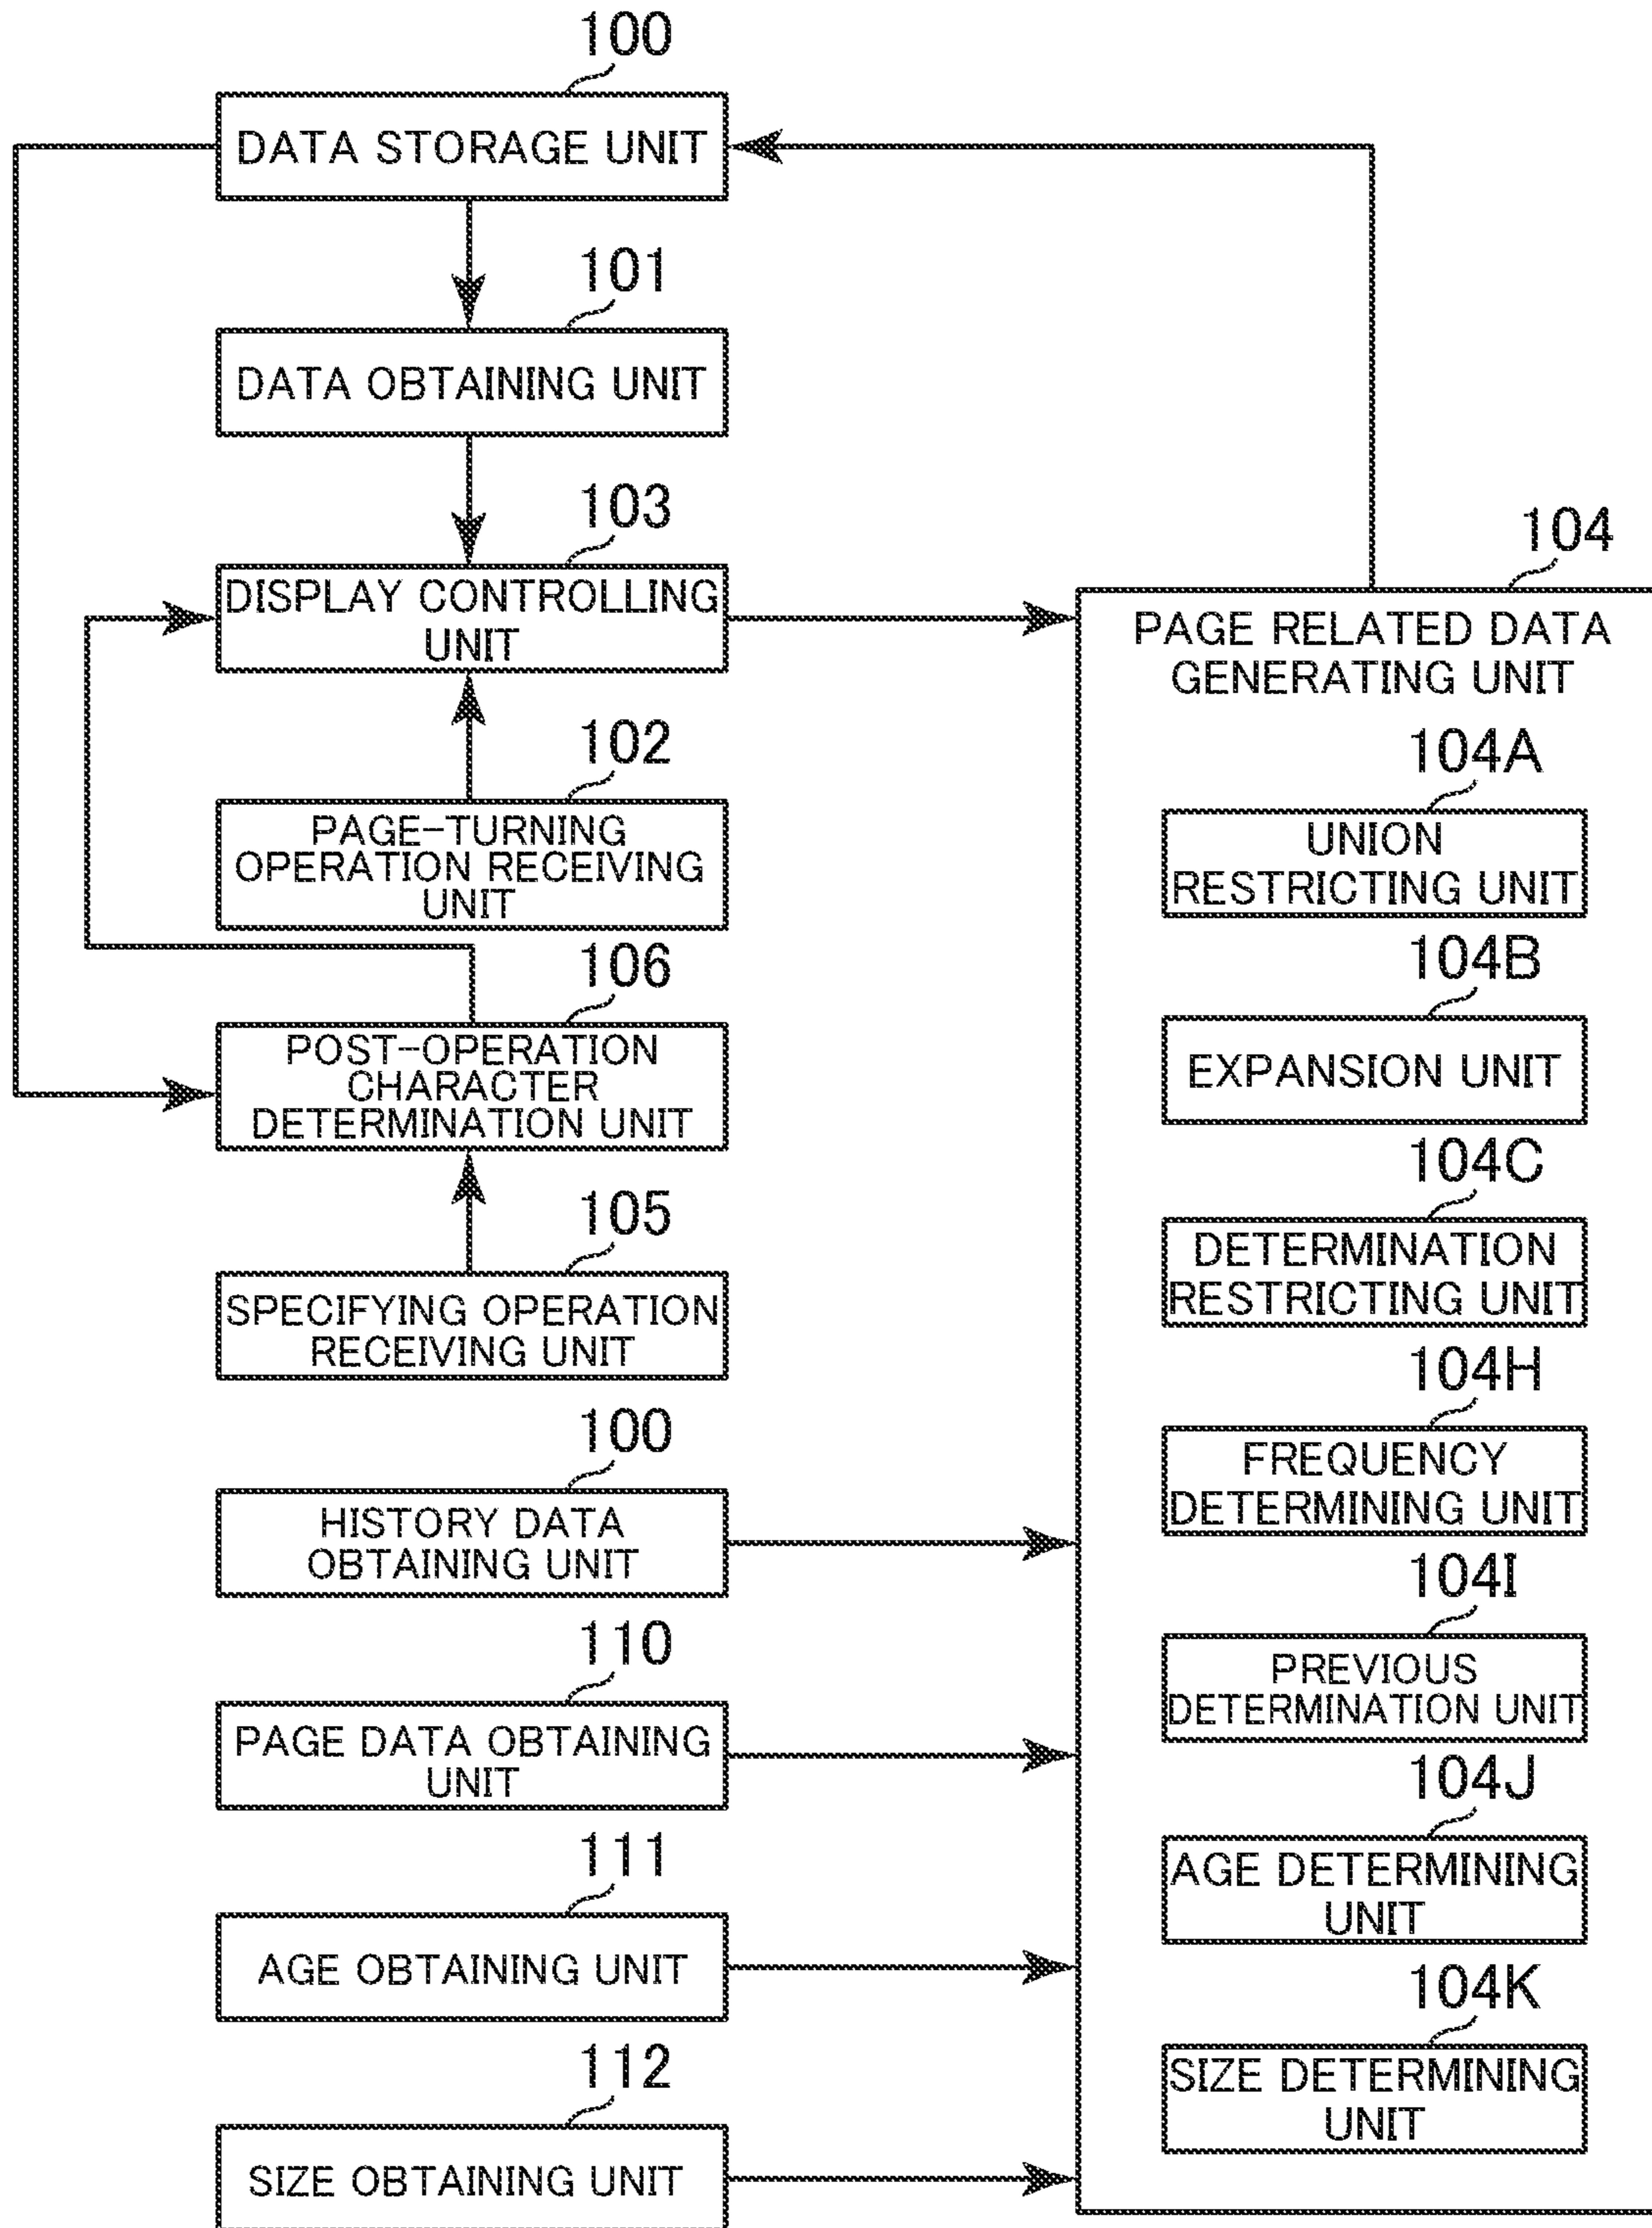 100
DATA STORAGE UNIT
101
DATA OBTAINING UNIT
103
DISPLAY CONTROLLING
UNIT
102
PAGE-TURNING
OPERATION RECEIVING
UNIT
106
POST-OPERATION
CHARACTER
DETERMINATION UNIT
105
SPECIFYING OPERATION
RECEIVING UNIT
100
HISTORY DATA
OBTAINING UNIT
110
PAGE DATA OBTAINING
UNIT
111
AGE OBTAINING UNIT
112
SIZE OBTAINING UNIT
104
PAGE RELATED DATA
GENERATING UNIT
104A
UNION
RESTRICTING UNIT
104B
EXPANSION UNIT
104C
DETERMINATION
RESTRICTING UNIT
104H
FREQUENCY
DETERMINING UNIT
104I
PREVIOUS
DETERMINATION UNIT
104J
AGE DETERMINING
UNIT
104K
SIZE DETERMINING
UNIT